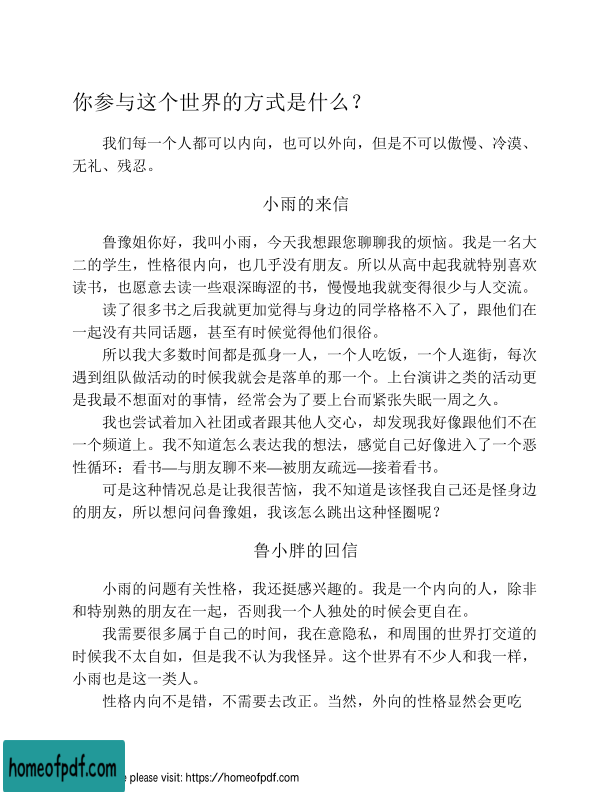 你参与这个世界的方式是什么？
我们每一个人都可以内向，也可以外向，但是不可以傲慢、冷漠、
无礼、残忍。
小雨的来信
鲁豫姐你好，我叫小雨，今天我想跟您聊聊我的烦恼。我是一名大
二的学生，性格很内向，也几乎没有朋友。所以从高中起我就特别喜欢
读书，也愿意去读一些艰深晦涩的书，慢慢地我就变得很少与人交流。
读了很多书之后我就更加觉得与身边的同学格格不入了，跟他们在
一起没有共同话题，甚至有时候觉得他们很俗。
所以我大多数时间都是孤身一人，一个人吃饭，一个人逛街，每次
遇到组队做活动的时候我就会是落单的那一个。上台演讲之类的活动更
是我最不想面对的事情，经常会为了要上台而紧张失眠一周之久。
我也尝试着加入社团或者跟其他人交心，却发现我好像跟他们不在
一个频道上。我不知道怎么表达我的想法，感觉自己好像进入了一个恶
性循环：看书—与朋友聊不来—被朋友疏远—接着看书。
可是这种情况总是让我很苦恼，我不知道是该怪我自己还是怪身边
的朋友，所以想问问鲁豫姐，我该怎么跳出这种怪圈呢？
鲁小胖的回信
小雨的问题有关性格，我还挺感兴趣的。我是一个内向的人，除非
和特别熟的朋友在一起，否则我一个人独处的时候会更自在。
我需要很多属于自己的时间，我在意隐私，和周围的世界打交道的
时候我不太自如，但是我不认为我怪异。这个世界有不少人和我一样，
小雨也是这一类人。
性格内向不是错，不需要去改正。当然，外向的性格显然会更吃
homeofpdf.com
e please visit: https://homeofpdf.com